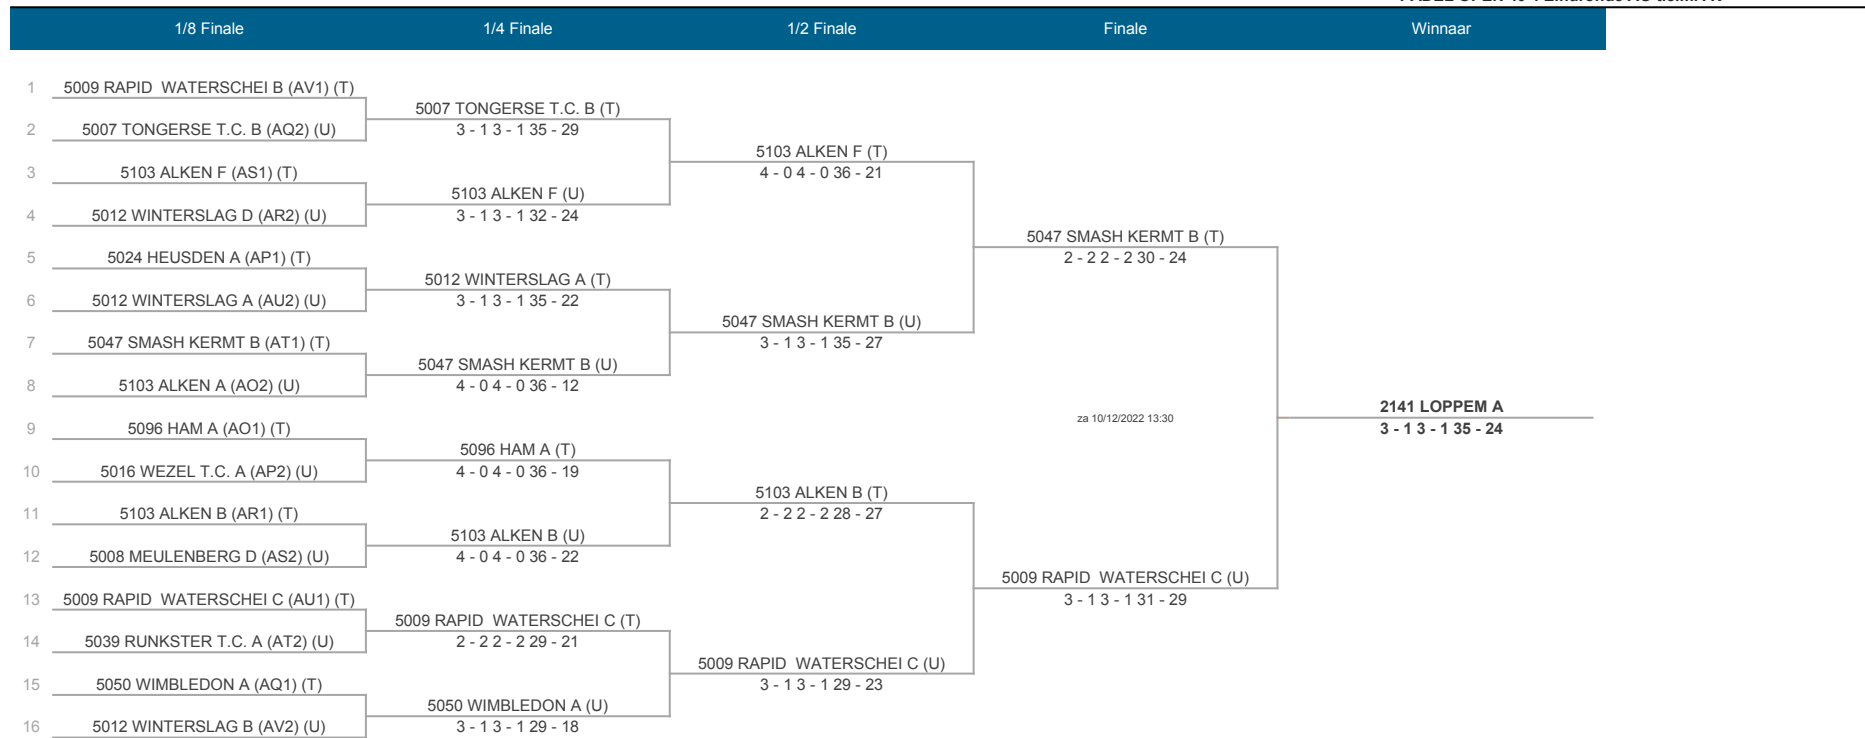 1/8 Finale 1/4 Finale 1/2 Finale Finale Winnaar
1 5009 RAPID WATERSCHEI B (AV1) (T)
5007 TONGERSE T.C. B (T)
2 5007 TONGERSE T.C. B (AQ2) (U)
3 - 1 3 - 1 35 - 29
5103 ALKEN F (T)
3 5103 ALKEN F (AS1) (T)
4 - 0 4 - 0 36 - 21
5103 ALKEN F (U)
4 5012 WINTERSLAG D (AR2) (U)
3 - 1 3 - 1 32 - 24
5047 SMASH KERMT B (T)
5 5024 HEUSDEN A (AP1) (T)
2 - 2 2 - 2 30 - 24
5012 WINTERSLAG A (T)
6 5012 WINTERSLAG A (AU2) (U)
3 - 1 3 - 1 35 - 22
5047 SMASH KERMT B (U)
7 5047 SMASH KERMT B (AT1) (T)
3 - 1 3 - 1 35 - 27
5047 SMASH KERMT B (U)
8 5103 ALKEN A (AO2) (U)
4 - 0 4 - 0 36 - 12
2141 LOPPEM A
za 10/12/2022 13:30
9 5096 HAM A (AO1) (T)
3 - 1 3 - 1 35 - 24
5096 HAM A (T)
10 5016 WEZEL T.C. A (AP2) (U)
4 - 0 4 - 0 36 - 19
5103 ALKEN B (T)
11 5103 ALKEN B (AR1) (T)
2 - 2 2 - 2 28 - 27
5103 ALKEN B (U)
12 5008 MEULENBERG D (AS2) (U)
4 - 0 4 - 0 36 - 22
5009 RAPID WATERSCHEI C (U)
13 5009 RAPID WATERSCHEI C (AU1) (T)
3 - 1 3 - 1 31 - 29
5009 RAPID WATERSCHEI C (T)
14 5039 RUNKSTER T.C. A (AT2) (U)
2 - 2 2 - 2 29 - 21
5009 RAPID WATERSCHEI C (U)
15 5050 WIMBLEDON A (AQ1) (T)
3 - 1 3 - 1 29 - 23
5050 WIMBLEDON A (U)
16 5012 WINTERSLAG B (AV2) (U)
3 - 1 3 - 1 29 - 18